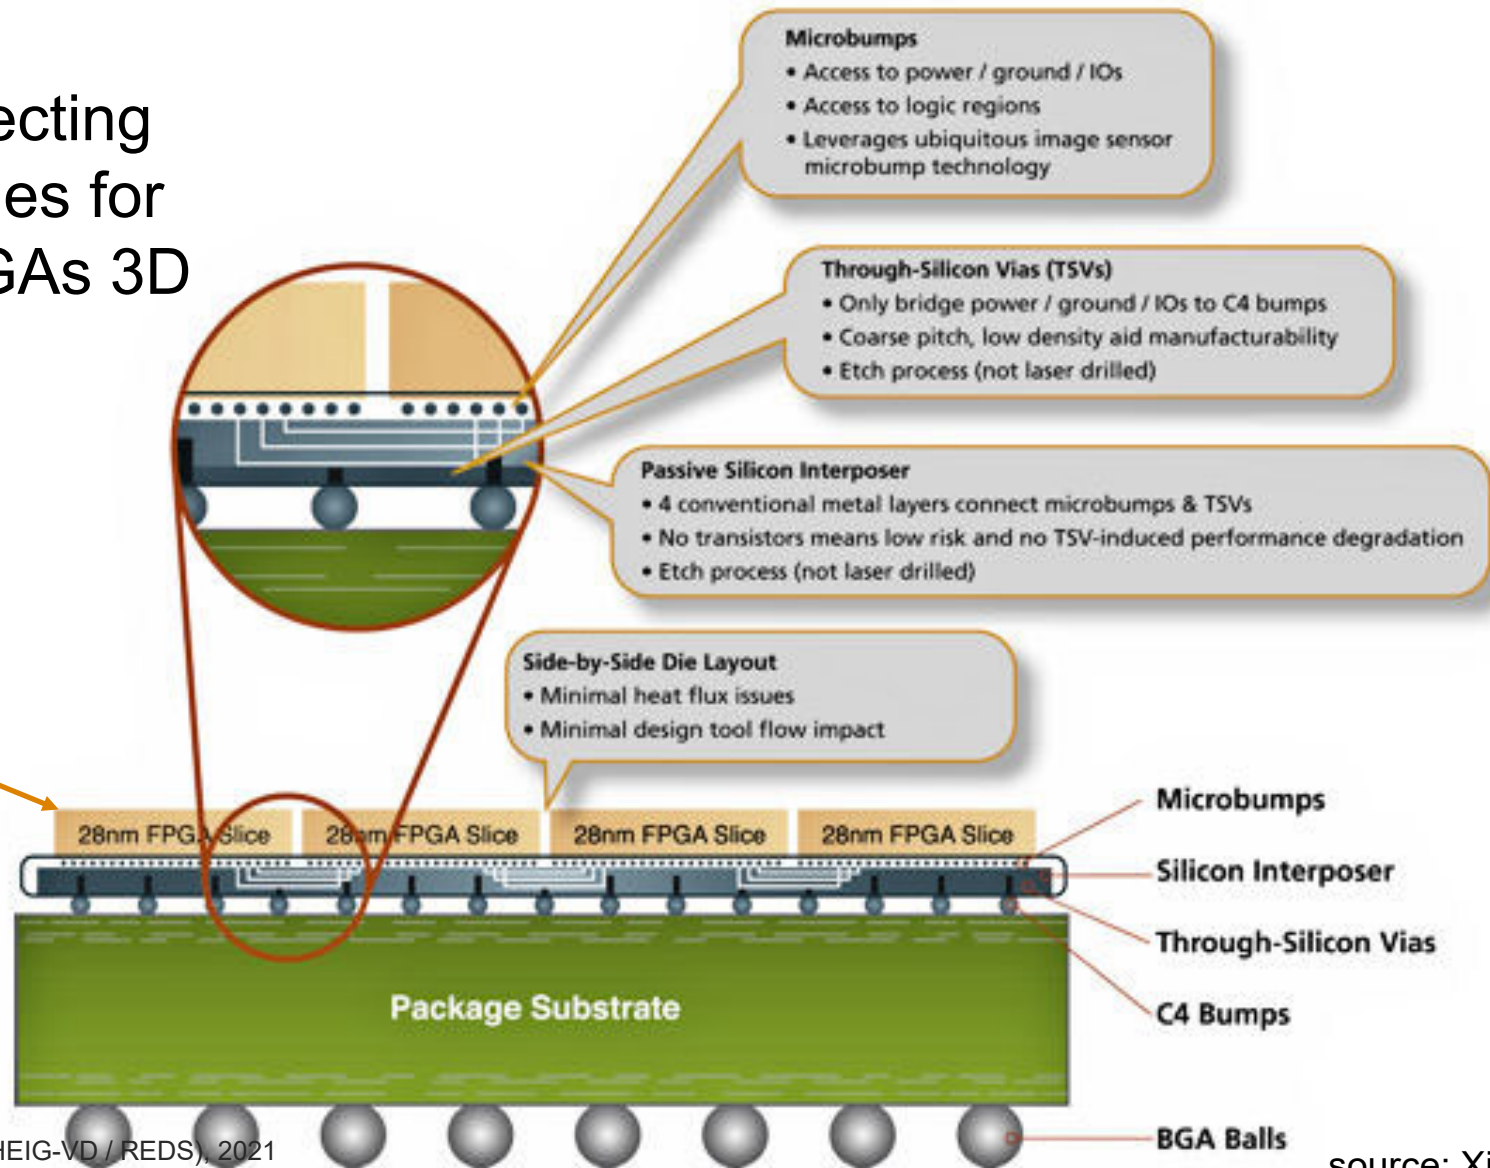 ecting
es for
GAs 3D
Microbumps
• Access to power / ground / IOs
• Access to logic regions
• Leverages ubiquitous image sensor
microbump technology
Through-Silicon Vias (TSVs)
• Only bridge power / ground / IOs to C4 bumps
• Coarse pitch, low density aid manufacturability
• Etch process (not laser drilled)
Passive Silicon Interposer
• 4 conventional metal layers connect microbumps & TSVs
• No transistors means low risk and no TSV-induced performance degradation
• Etch process (not laser drilled)
Side-by-Side Die Layout
• Minimal heat flux issues
• Minimal design tool flow impact
28nm FPGA Slice
28nm FPGA Slice
28nm FPGA Slice
28nm FPGA Slice
Microbumps
Silicon Interposer
Through-Silicon Vias
C4 Bumps
Package Substrate
BGA Balls
HEIG-VD / REDS), 2021
source: Xi